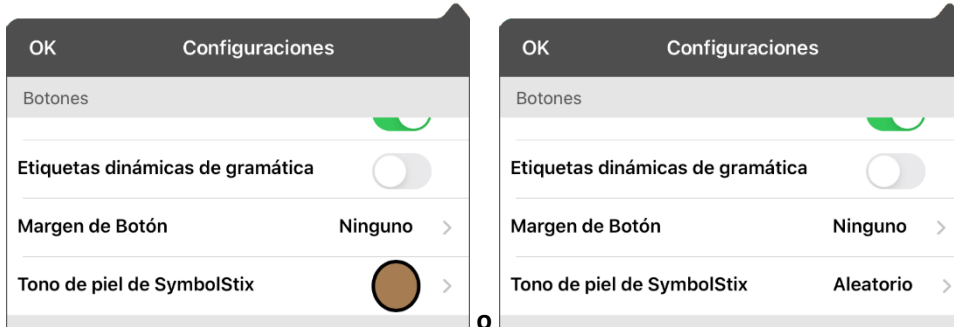 OK Configuraciones
Botones
Etiquetas dinámicas de gramática
Margen de Botón Ninguno
Tono de piel de SymbolStix
o
OK Configuraciones
Botones
Etiquetas dinámicas de gramática
Margen de Botón Ninguno
Tono de piel de SymbolStix Aleatorio